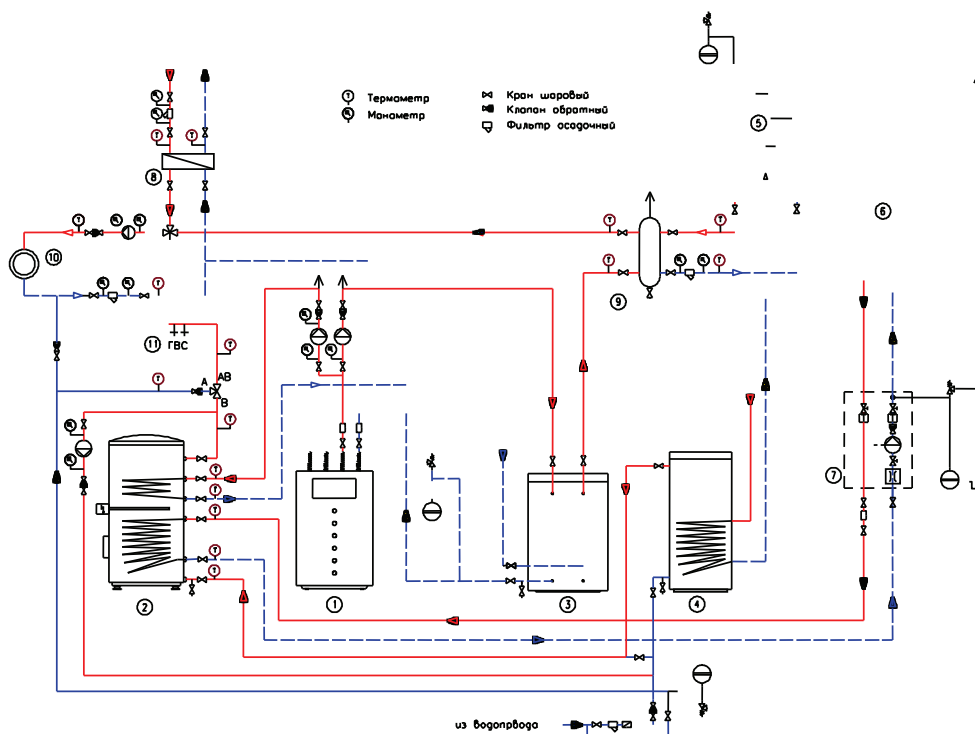 Термометр
Манометр
Кран шаровый
Клапан обратный
Фильтр осадочный
5
8
6
10
9
11
ГВС
A
AB
B
7
2
1
3
4
из водопрвода